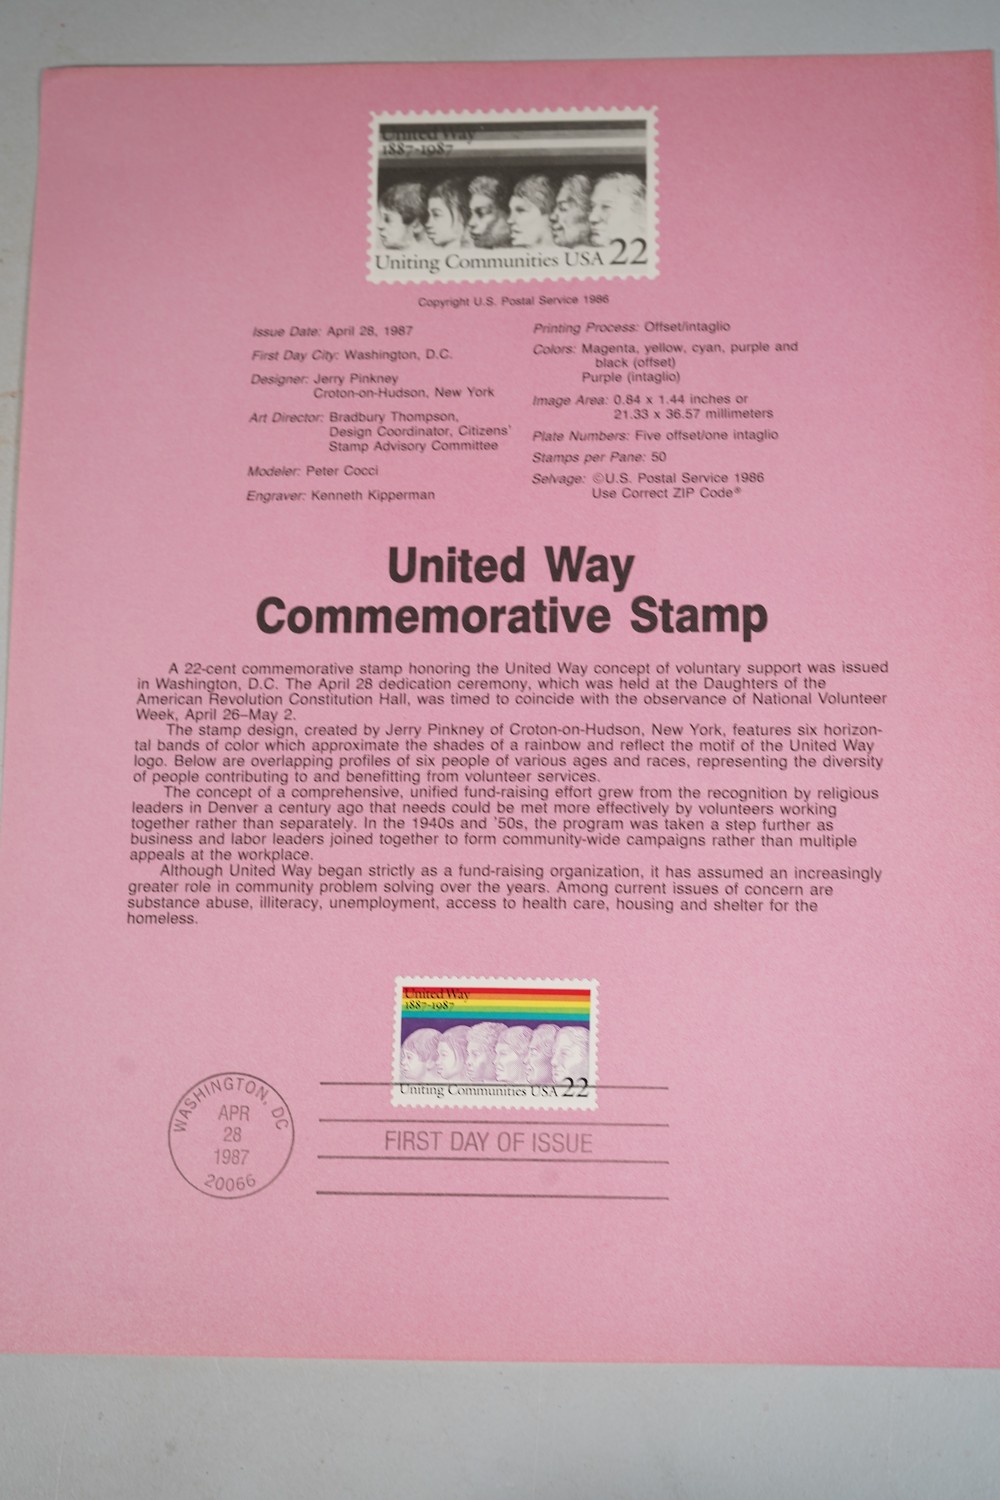 United Way
1887-1987
Uniting Communities USA 22
Copyright U.S. Postal Service 1986
Issue Date: April 28, 1987
First Day City: Washington, D.C.
Designer: Jerry Pinkney
Croton-on-Hudson, New York
Art Director: Bradbury Thompson,
Design Coordinator, Citizens'
Stamp Advisory Committee
Modeler: Peter Cocci
Engraver: Kenneth Kipperman
Printing Process: Offset/intaglio
Colors: Magenta, yellow, cyan, purple and
black (offset)
Purple (intaglio)
Image Area: 0.84 x 1.44 inches or
21.33 x 36.57 millimeters
Plate Numbers: Five offset/one intaglio
Stamps per Pane: 50
Selvage: ©U.S. Postal Service 1986
Use Correct ZIP Code®
United Way
Commemorative Stamp
A 22-cent commemorative stamp honoring the United Way concept of voluntary support was issued
in Washington, D.C. The April 28 dedication ceremony, which was held at the Daughters of the
American Revolution Constitution Hall, was timed to coincide with the observance of National Volunteer
Week, April 26–May 2.
The stamp design, created by Jerry Pinkney of Croton-on-Hudson, New York, features six horizon-
tal bands of color which approximate the shades of a rainbow and reflect the motif of the United Way
logo. Below are overlapping profiles of six people of various ages and races, representing the diversity
of people contributing to and benefitting from volunteer services.
The concept of a comprehensive, unified fund-raising effort grew from the recognition by religious
leaders in Denver a century ago that needs could be met more effectively by volunteers working
together rather than separately. In the 1940s and '50s, the program was taken a step further as
business and labor leaders joined together to form community-wide campaigns rather than multiple
appeals at the workplace.
Although United Way began strictly as a fund-raising organization, it has assumed an increasingly
greater role in community problem solving over the years. Among current issues of concern are
substance abuse, illiteracy, unemployment, access to health care, housing and shelter for the
homeless.
United Way
1887-1987
Uniting Communities USA 22
WASHINGTON, DC
APR
28
1987
20066
FIRST DAY OF ISSUE